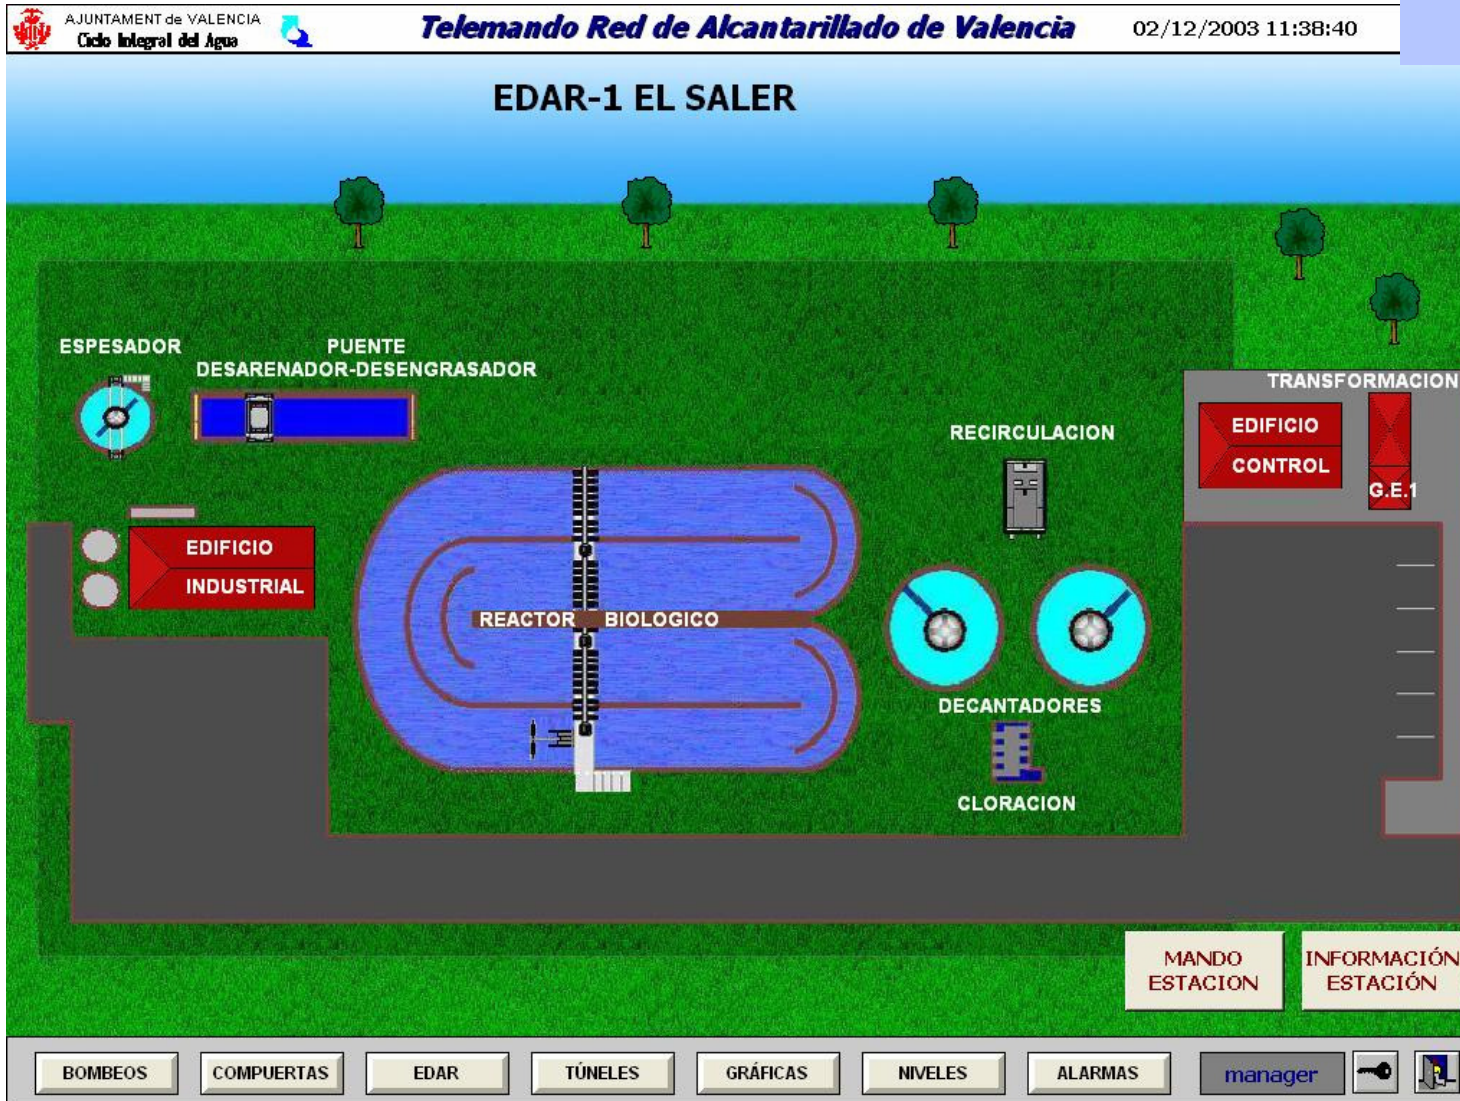 AJUNTAMENT de VALENCIA
Ciclo Integral del Agua
Telemando Red de Alcantarillado de Valencia
02/12/2003 11:38:40
EDAR-1 EL SALER
ESPESADOR
PUENTE
DESARENADOR-DESENGRASADOR
TRANSFORMACION
EDIFICIO
CONTROL
G.E.1
RECIRCULACION
EDIFICIO
INDUSTRIAL
REACTOR BIOLOGICO
DECANTADORES
CLORACION
MANDO
ESTACION
INFORMACIÓN
ESTACIÓN
BOMBEOS
COMPUERTAS
EDAR
TÚNELES
GRÁFICAS
NIVELES
ALARMAS
manager